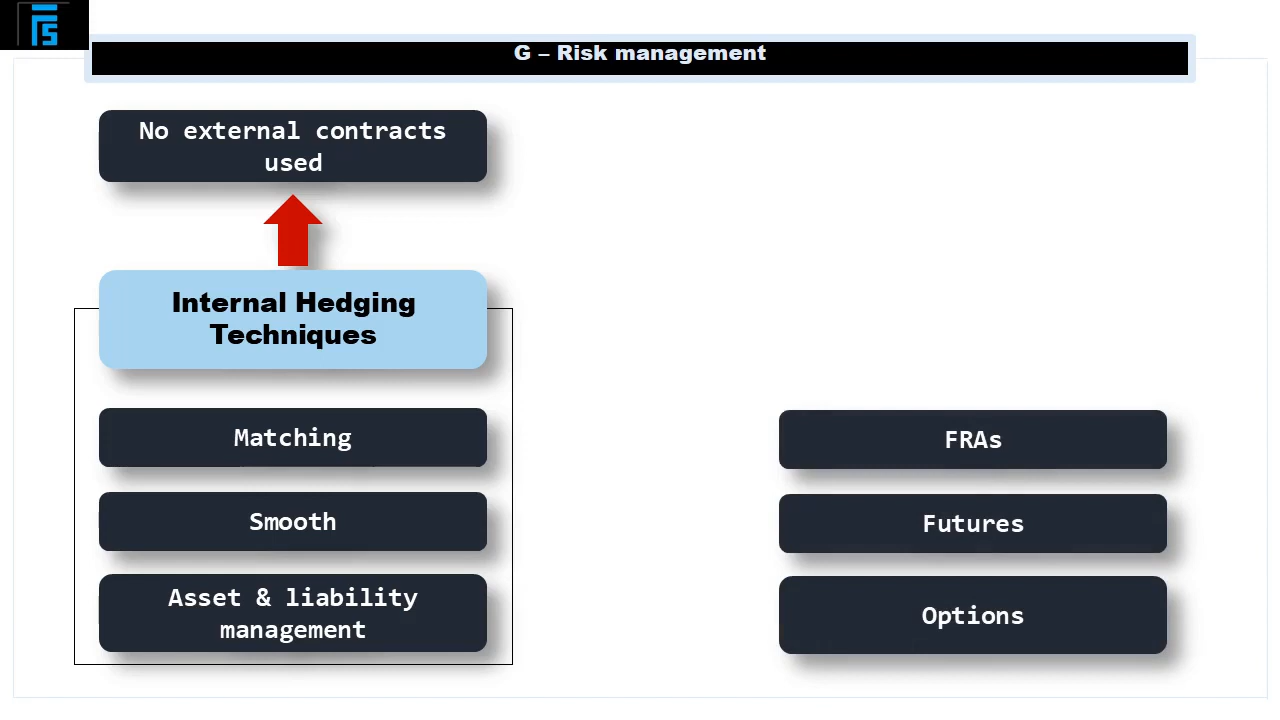 G – Risk management
No external contracts
used
Internal Hedging
Techniques
Matching
Smooth
Asset & liability
management
FRAs
Futures
Options